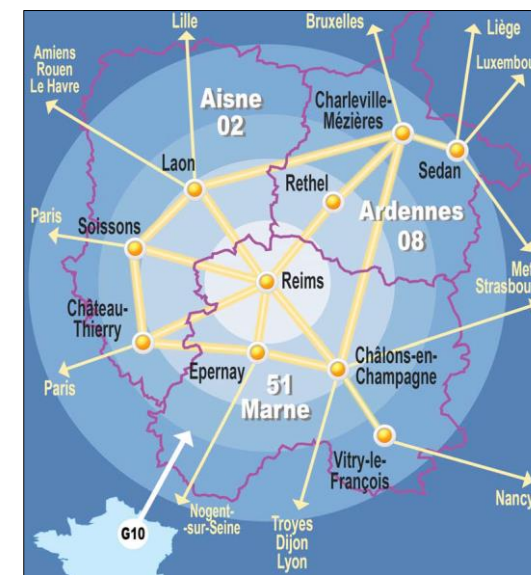 Lille
Bruxelles
Liège
Luxembou
Amiens
Rouen
Le Havre
Aisne
02
Charleville-
Mézières
Laon
Rethel
Sedan
Ardennes
08
Paris
Soissons
Met
Strasbou
Reims
Château-
Thierry
Paris
Epernay
Châlons-en-
Champagne
51
Marne
Vitry-le-
François
Nancy
Nogent-
-sur-Seine
Troyes
Dijon
Lyon
G10